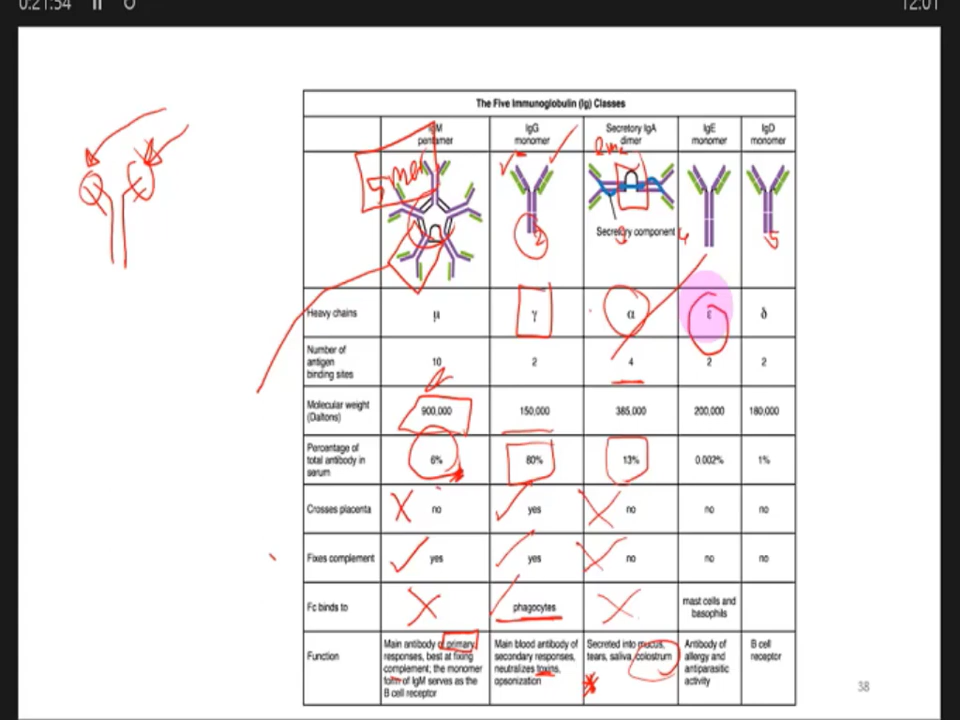 0:21:54
12:01
The Five Immunoglobulin (Ig) Classes
IgM pentamer
IgG monomer
Secretory IgA dimer
IgE monomer
IgD monomer
5 mer
2
3
4
5
Secretory component
Heavy chains
μ
γ
α
ε
δ
Number of antigen binding sites
10
2
4
2
2
Molecular weight (Daltons)
900,000
150,000
385,000
200,000
180,000
Percentage of total antibody in serum
6%
80%
13%
0.002%
1%
Crosses placenta
no
yes
no
no
no
Fixes complement
yes
yes
no
no
no
Fc binds to
phagocytes
mast cells and basophils
Function
Main antibody of primary
responses, best at fixing
complement; the monomer
form of IgM serves as the
B cell receptor
Main blood antibody of
secondary responses,
neutralizes toxins,
opsonization
Secreted into mucus,
tears, saliva, colostrum
Antibody of
allergy and
antiparasitic
activity
B cell
receptor
38